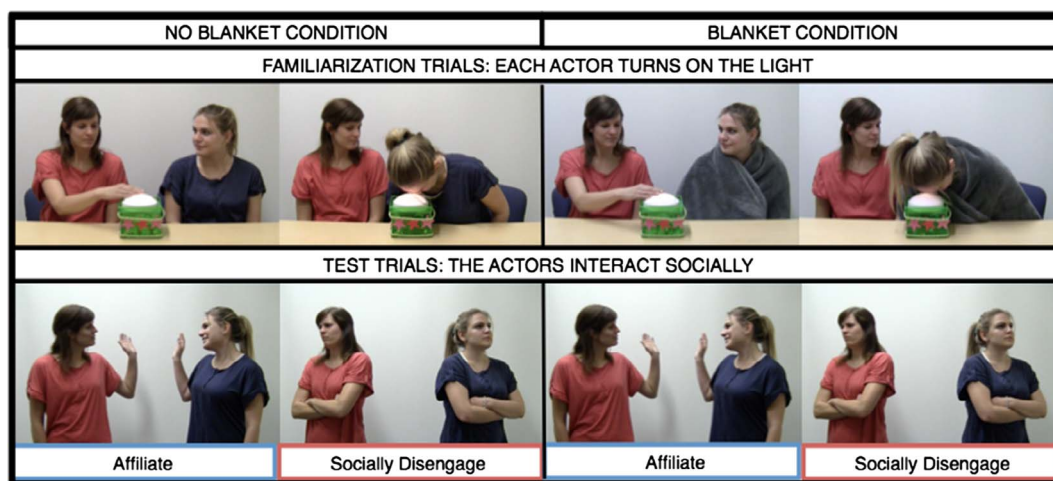 NO BLANKET CONDITION
BLANKET CONDITION
FAMILIARIZATION TRIALS: EACH ACTOR TURNS ON THE LIGHT
TEST TRIALS: THE ACTORS INTERACT SOCIALLY
Affiliate
Socially Disengage
Affiliate
Socially Disengage